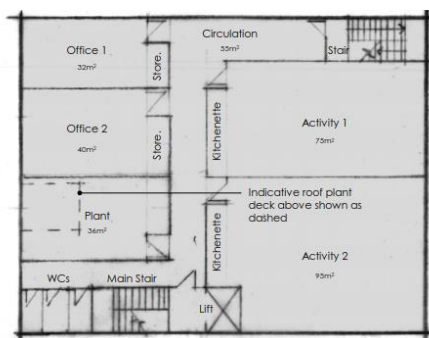 Office 1
32m²
Store.
Circulation
55m²
Stair
Office 2
40m²
Store.
Kitchenette
Activity 1
75m²
Plant
36m²
Indicative roof plant
deck above shown as
dashed
Kitchenette
Activity 2
95m²
WCs
Main Stair
Lift